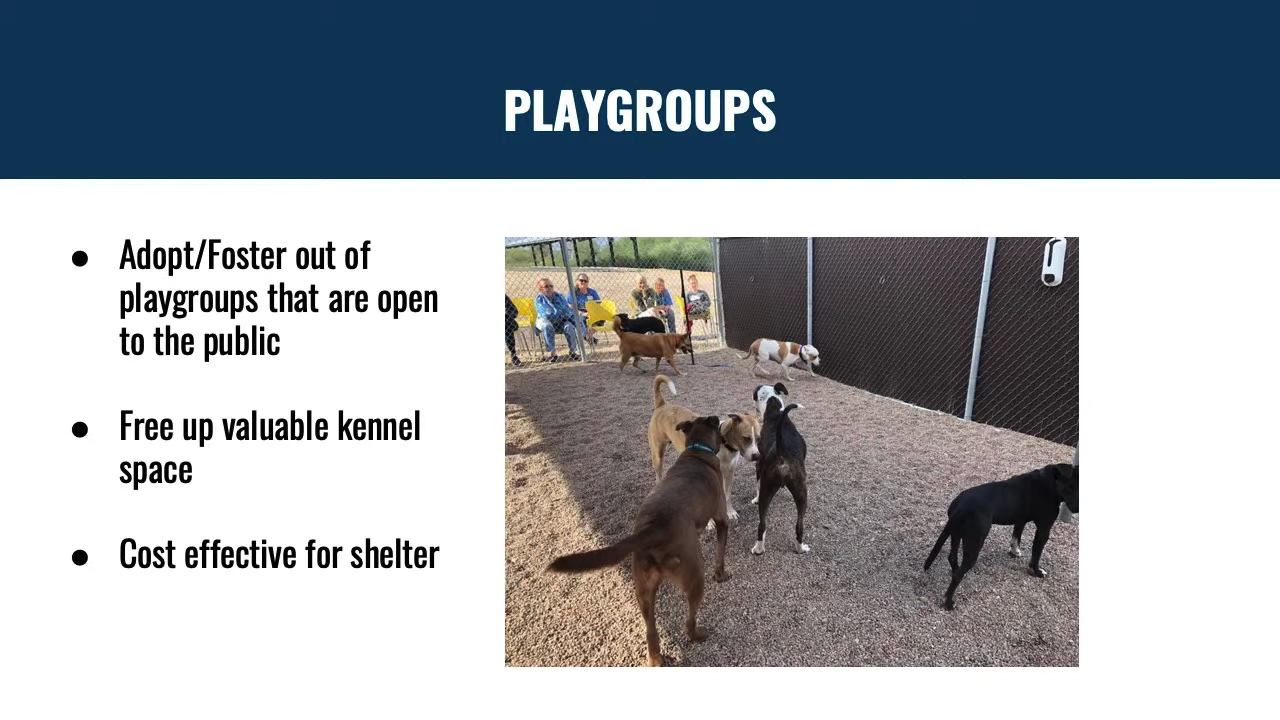 PLAYGROUPS
● Adopt/Foster out of
playgroups that are open
to the public
● Free up valuable kennel
space
● Cost effective for shelter